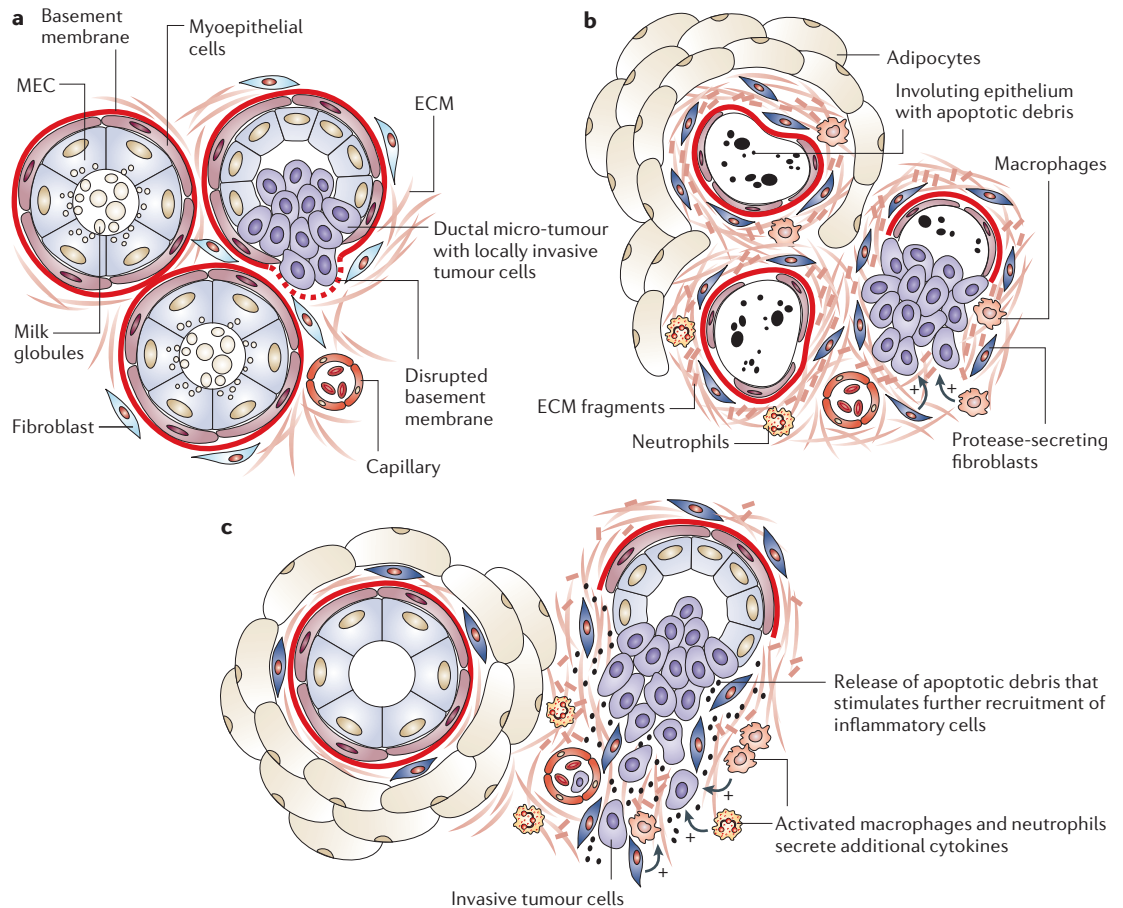 a
Basement
membrane
Myoepithelial
cells
MEC
ECM
Ductal micro-tumour
with locally invasive
tumour cells
Milk
globules
Disrupted
basement
membrane
Fibroblast
Capillary
b
Adipocytes
Involuting epithelium
with apoptotic debris
Macrophages
ECM fragments
Neutrophils
+
+
Protease-secreting
fibroblasts
c
Release of apoptotic debris that
stimulates further recruitment of
inflammatory cells
+
Activated macrophages and neutrophils
secrete additional cytokines
+
+
Invasive tumour cells